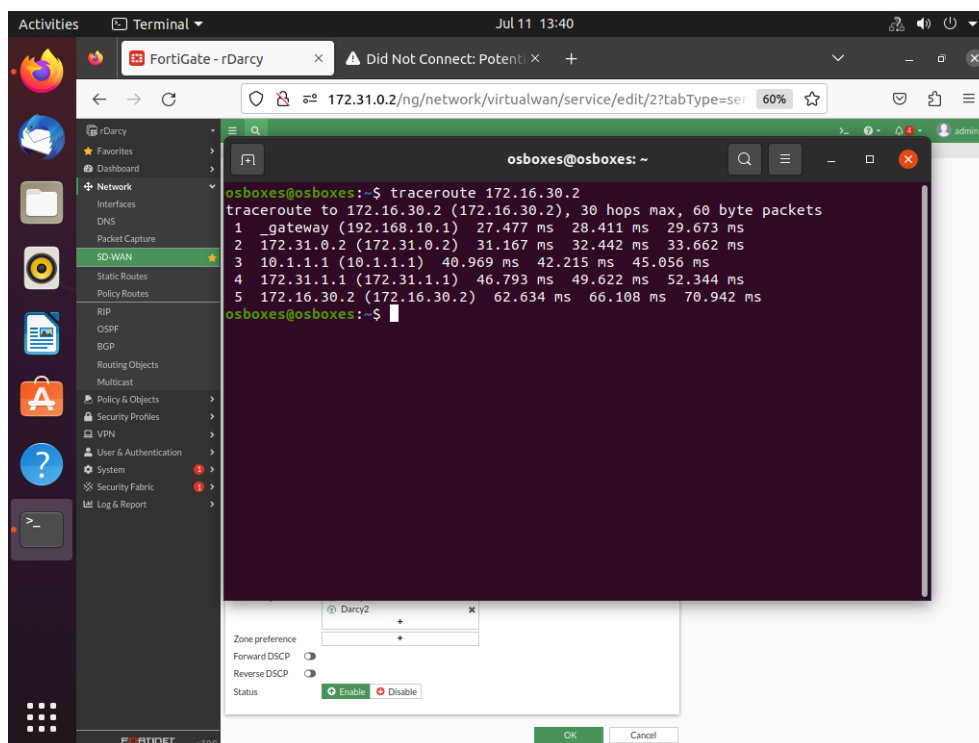 Activities
Terminal
Jul 11 13:40
FortiGate - rDarcy
Did Not Connect: Potenti
172.31.0.2/ng/network/virtualwan/service/edit/2?tabType=ser
60%
rDarcy
admin
Favorites
Dashboard
Network
Interfaces
DNS
Packet Capture
SD-WAN
Static Routes
Policy Routes
RIP
OSPF
BGP
Routing Objects
Multicast
Policy & Objects
Security Profiles
VPN
User & Authentication
System 1
Security Fabric 1
Log & Report
osboxes@osboxes: ~
osboxes@osboxes:~$ traceroute 172.16.30.2
traceroute to 172.16.30.2 (172.16.30.2), 30 hops max, 60 byte packets
1 _gateway (192.168.10.1) 27.477 ms 28.411 ms 29.673 ms
2 172.31.0.2 (172.31.0.2) 31.167 ms 32.442 ms 33.662 ms
3 10.1.1.1 (10.1.1.1) 40.969 ms 42.215 ms 45.056 ms
4 172.31.1.1 (172.31.1.1) 46.793 ms 49.622 ms 52.344 ms
5 172.16.30.2 (172.16.30.2) 62.634 ms 66.108 ms 70.942 ms
osboxes@osboxes:~$
Darcy2
Zone preference
Forward DSCP
Reverse DSCP
Status
Enable
Disable
OK
Cancel